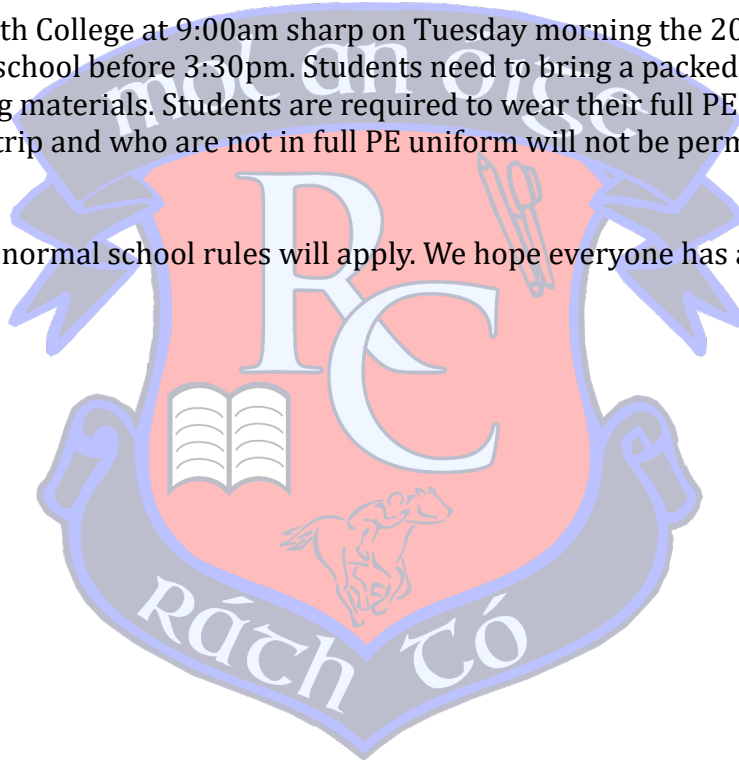 th College at 9:00am sharp on Tuesday morning the 20
school before 3:30pm. Students need to bring a packed
g materials. Students are required to wear their full PE
trip and who are not in full PE uniform will not be perm
normal school rules will apply. We hope everyone has a
mol an óige
RC
Ráth Tó